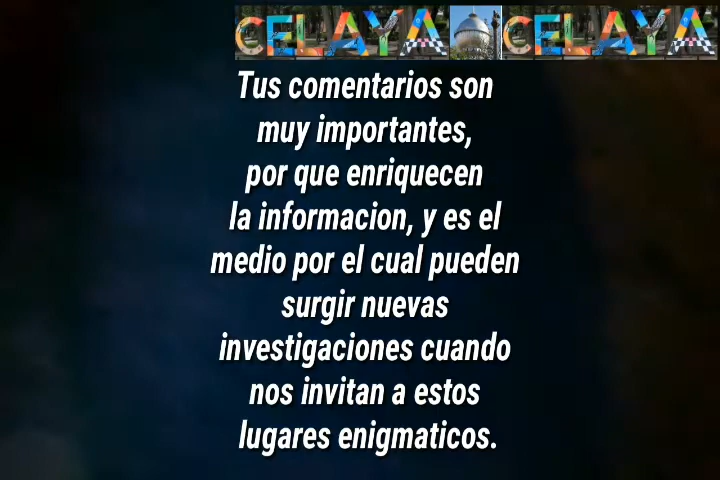 CELAYA CELAYA
Tus comentarios son
muy importantes,
por que enriquecen
la informacion, y es el
medio por el cual pueden
surgir nuevas
investigaciones cuando
nos invitan a estos
lugares enigmaticos.